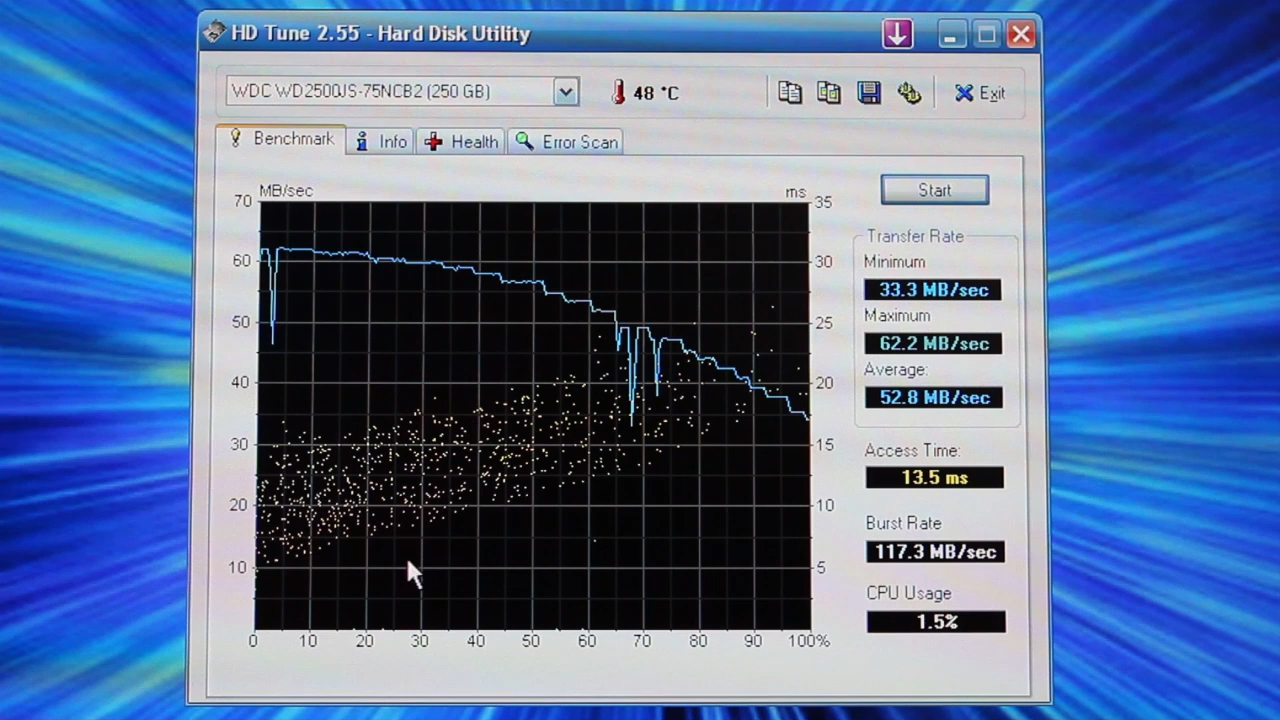 HD Tune 2.55 - Hard Disk Utility
WDC WD2500JS-75NCB2 (250 GB)
48 °C
Exit
Benchmark
Info
Health
Error Scan
MB/sec
ms
70
60
50
40
30
20
10
35
30
25
20
15
10
5
0 10 20 30 40 50 60 70 80 90 100%
Start
Transfer Rate
Minimum
33.3 MB/sec
Maximum
62.2 MB/sec
Average:
52.8 MB/sec
Access Time:
13.5 ms
Burst Rate
117.3 MB/sec
CPU Usage
1.5%